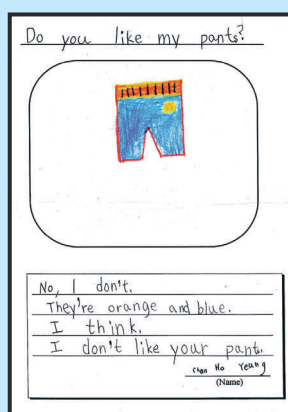 Do you like my pants?
No, I don't.
They're orange and blue.
I think.
I don't like your pant.
Chan Ho Yeung
(Name)